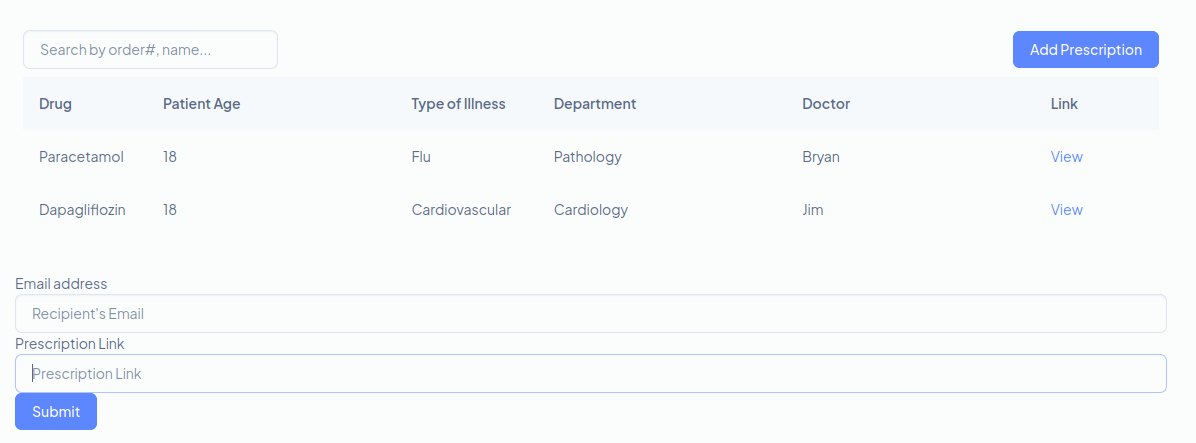 Search by order#, name... Add Prescription
Drug Patient Age Type of Illness Department Doctor Link
Paracetamol 18 Flu Pathology Bryan View
Dapagliflozin 18 Cardiovascular Cardiology Jim View
Email address
Recipient's Email
Prescription Link
Prescription Link
Submit